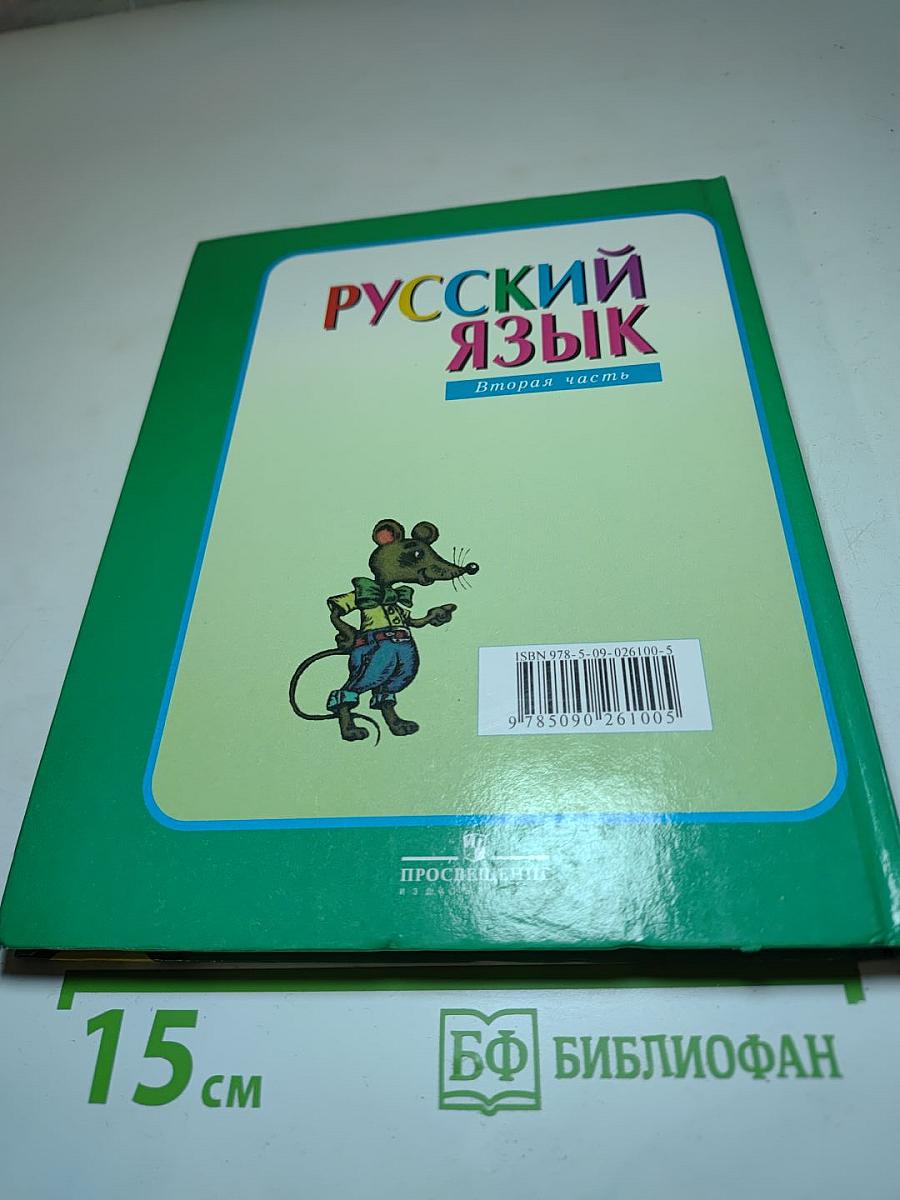 РУССКИЙ
ЯЗЫК
Вторая часть
ISBN 978-5-09-026100-5
9 785090 261005
ПРОСВЕЩЕНИЕ
15 см
БФ БИБЛИОФАН